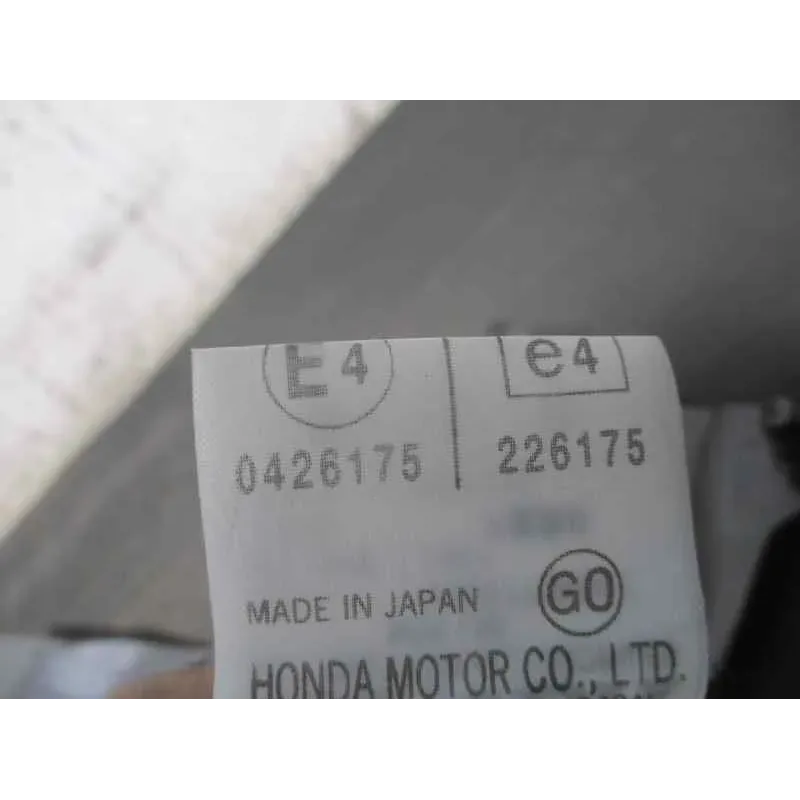 E4 e4
0426175 226175
MADE IN JAPAN GO
HONDA MOTOR CO., LTD.